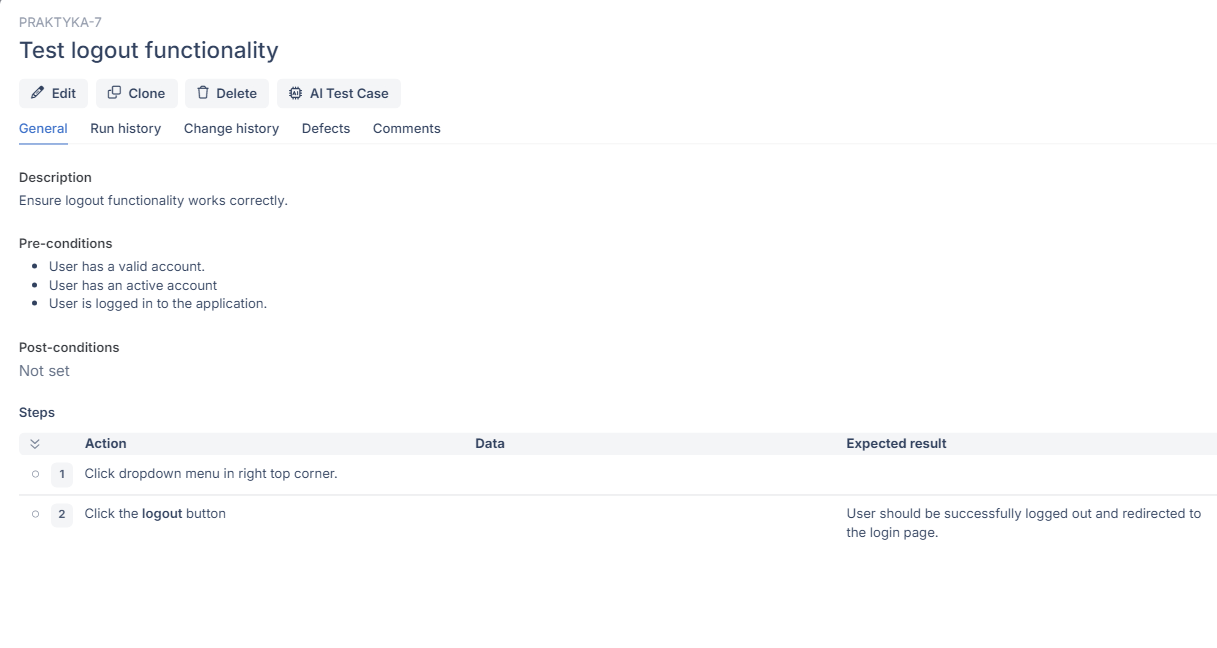 PRAKTYKA-7
Test logout functionality
Edit Clone Delete AI Test Case
General Run history Change history Defects Comments
Description
Ensure logout functionality works correctly.
Pre-conditions
• User has a valid account.
• User has an active account
• User is logged in to the application.
Post-conditions
Not set
Steps
Action Data Expected result
1 Click dropdown menu in right top corner.
2 Click the logout button User should be successfully logged out and redirected to
the login page.